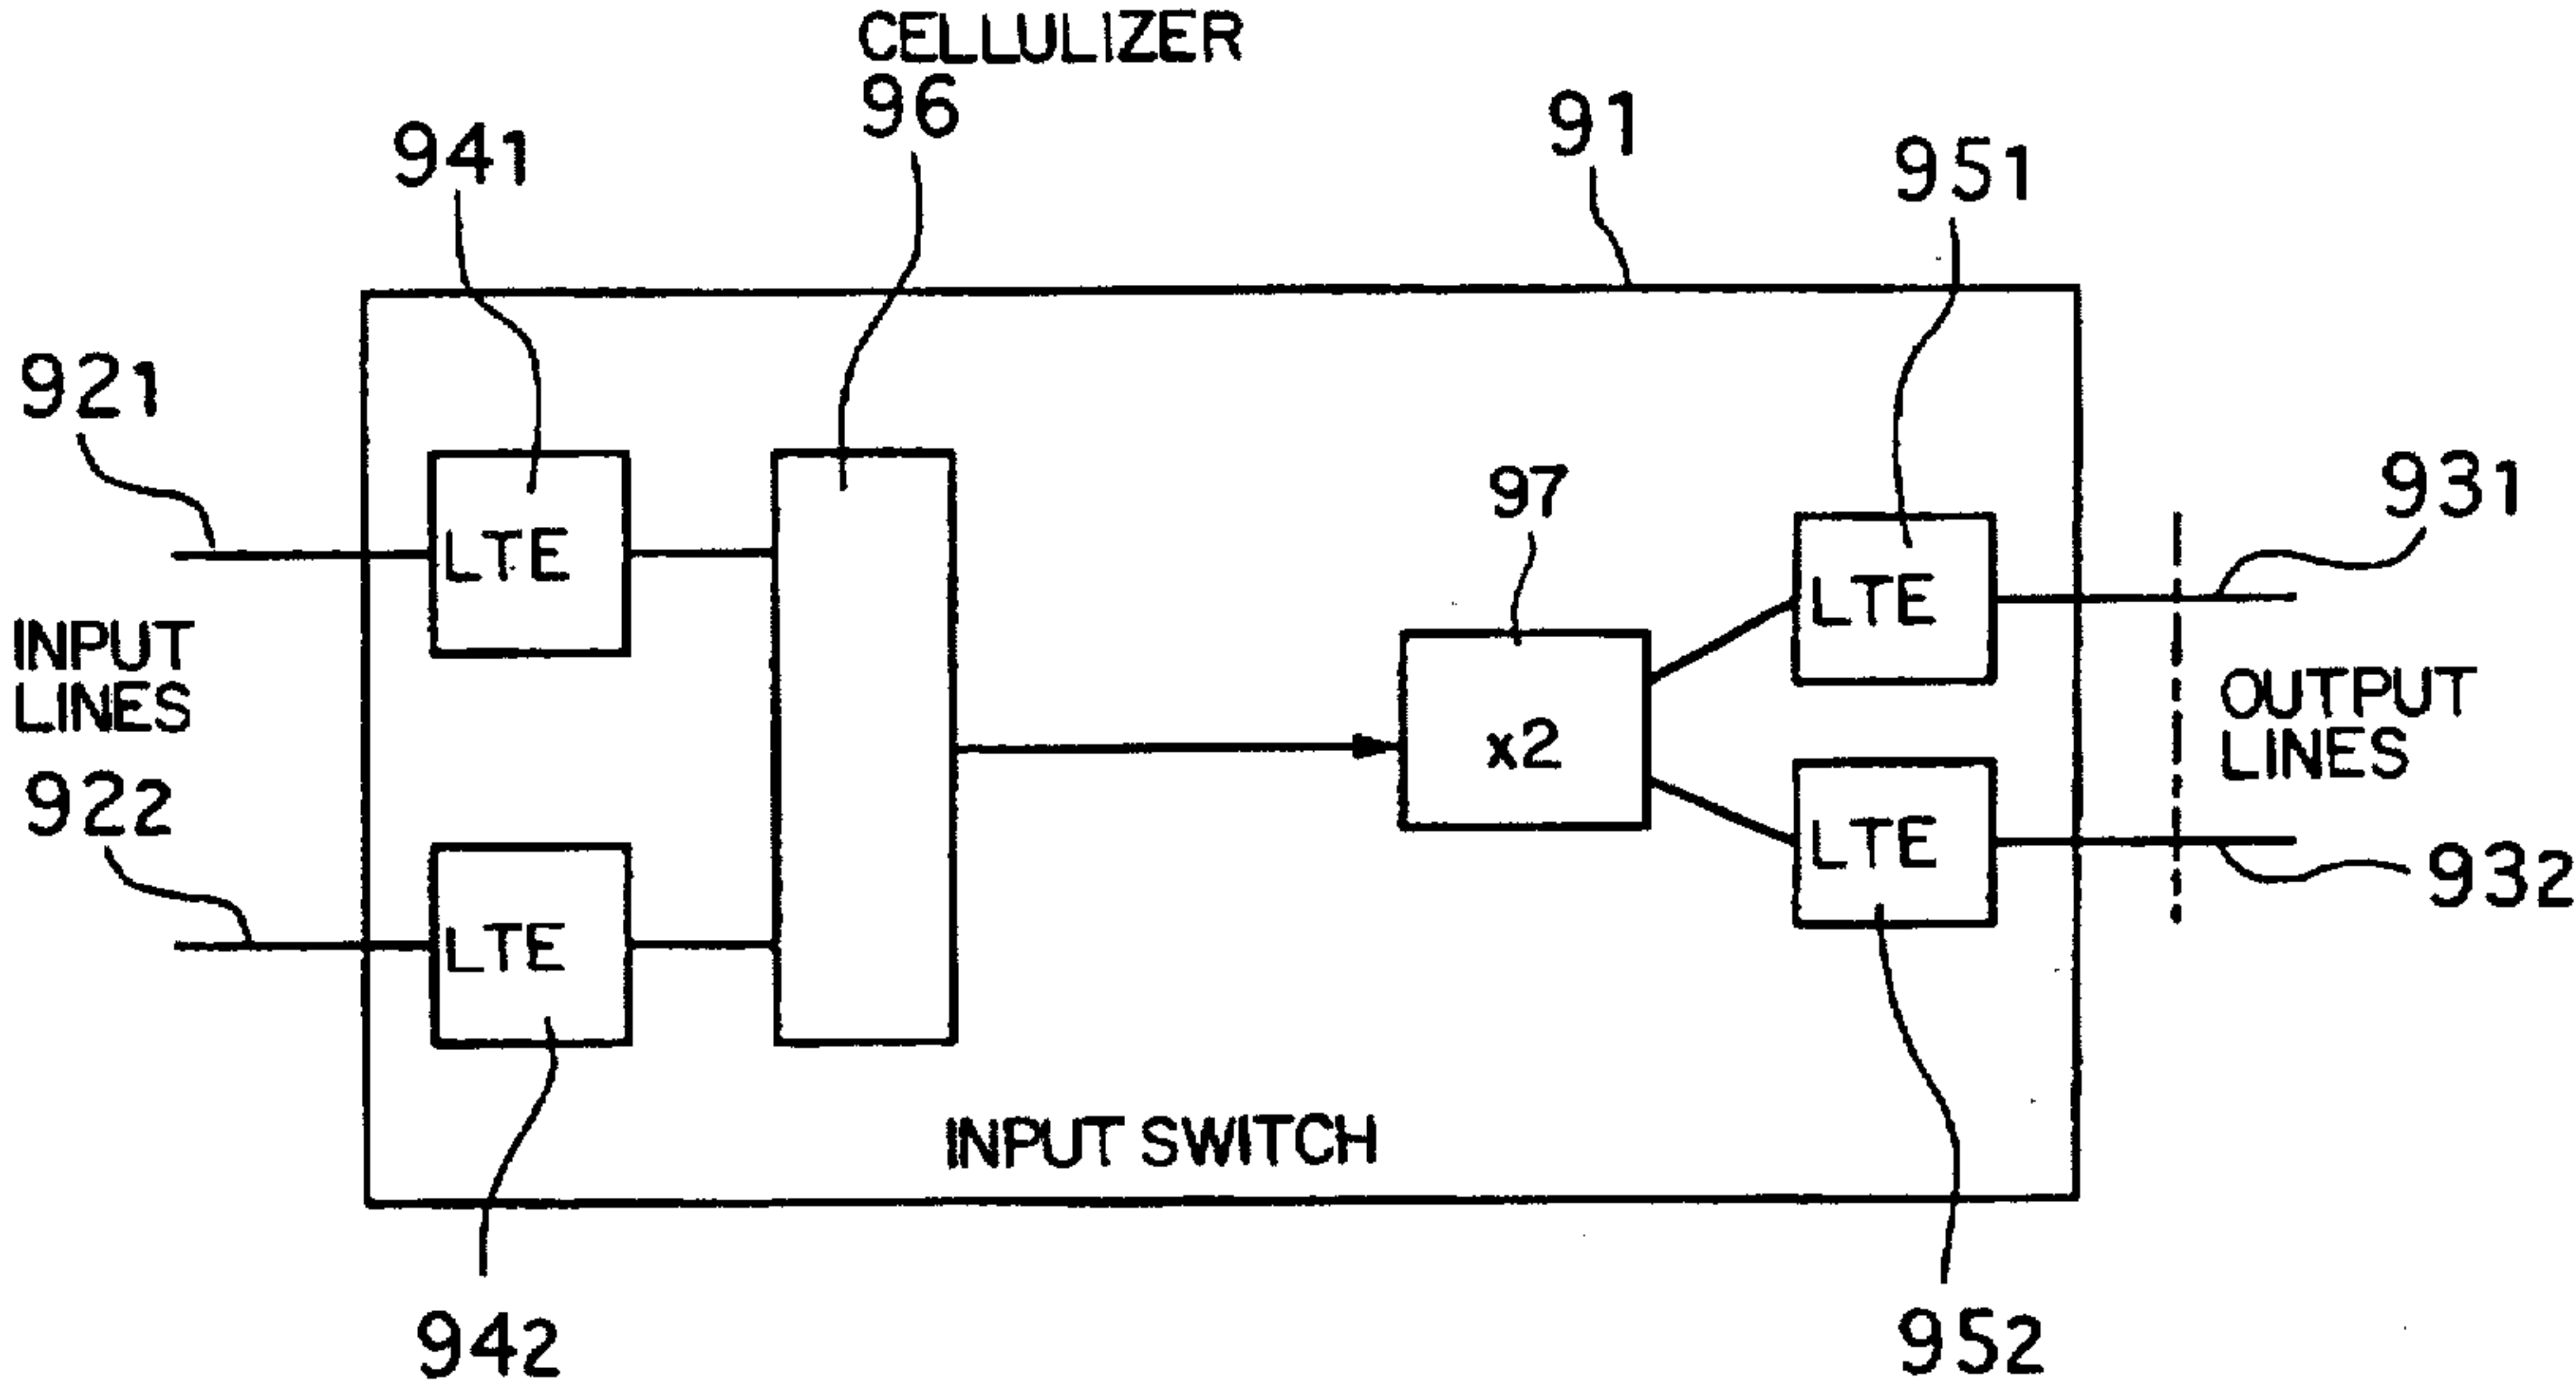 CELLULIZER
96
91
941
951
921
97
931
LTE
LTE
INPUT
LINES
x2
OUTPUT
LINES
922
LTE
932
LTE
INPUT SWITCH
942
952